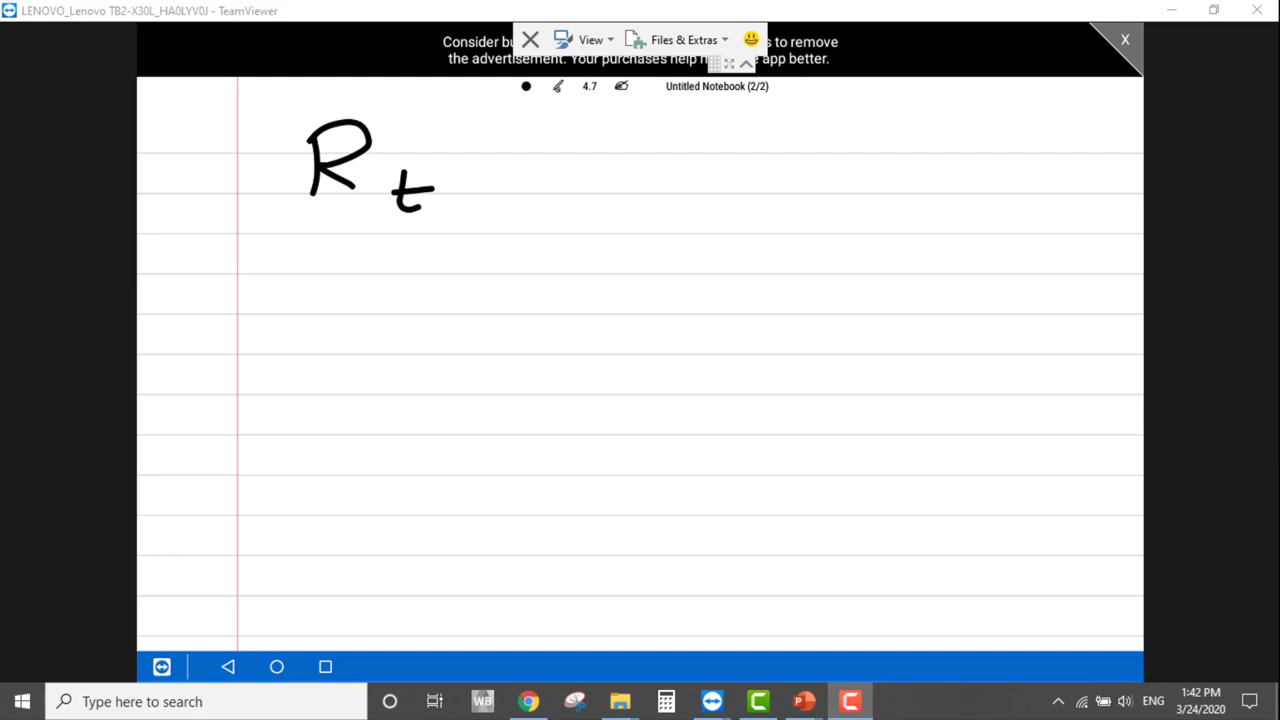 LENOVO_Lenovo TB2-X30L_HA0LYV0J - TeamViewer
View Files & Extras
Consider s to remove
the advertisement. Your purchases help app better.
X
4.7 Untitled Notebook (2/2)
R t
WB
Type here to search
ENG
1:42 PM
3/24/2020